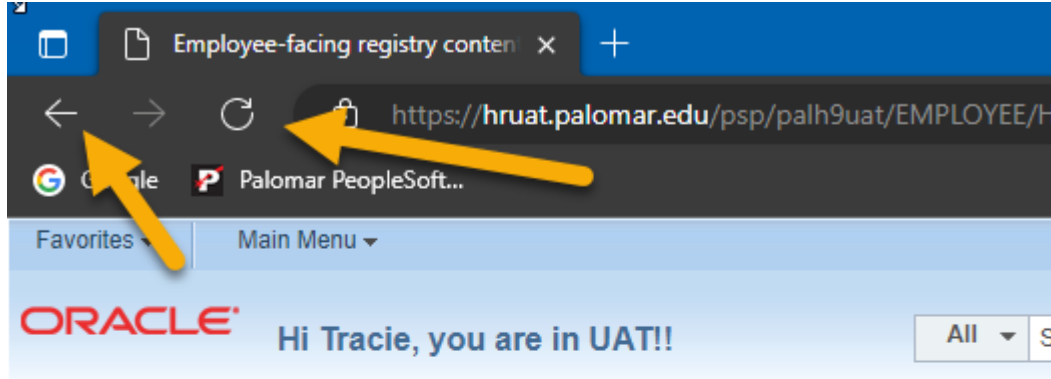 Employee-facing registry conten
https://hruat.palomar.edu/psp/palh9uat/EMPLOYEE/H
Palomar PeopleSoft...
Favorites Main Menu
ORACLE
Hi Tracie, you are in UAT!!
All S